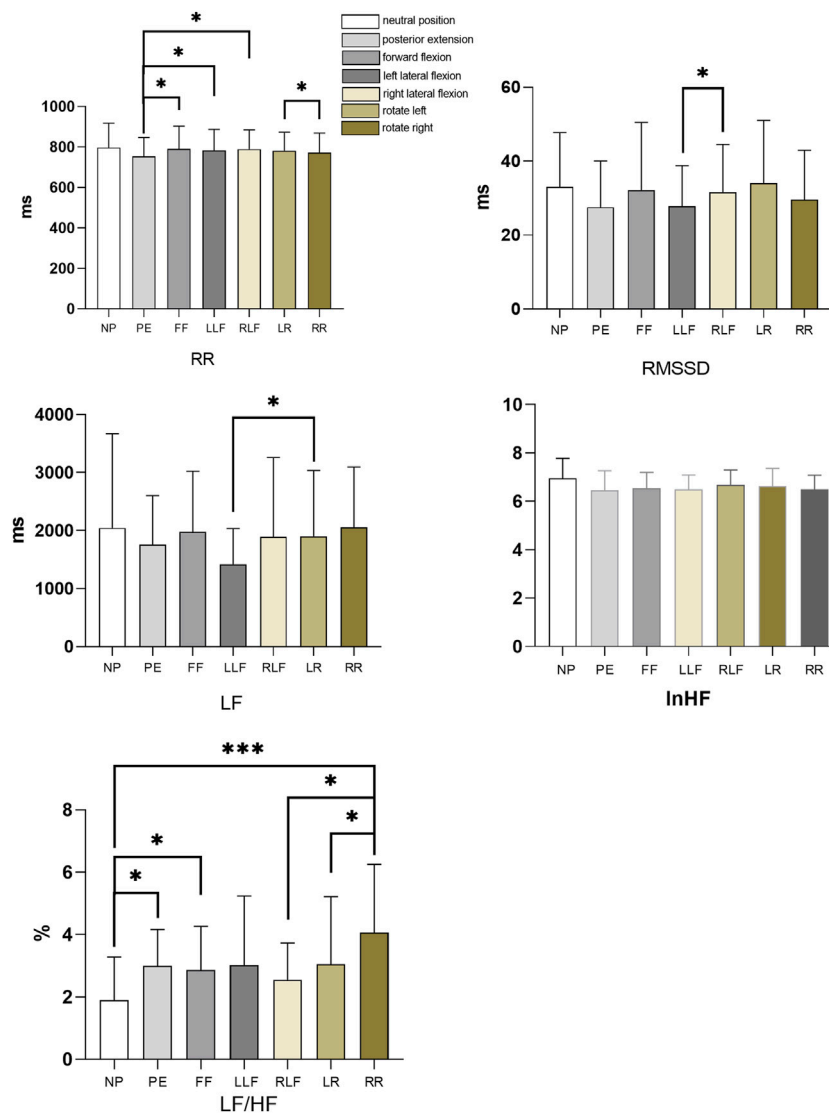 neutral position
posterior extension
forward flexion
left lateral flexion
right lateral flexion
rotate left
rotate right
*
*
*
*
1000
800
600
400
200
0
ms
NP PE FF LLF RLF LR RR
RR
*
60
40
20
0
ms
NP PE FF LLF RLF LR RR
RMSSD
*
4000
3000
2000
1000
0
ms
NP PE FF LLF RLF LR RR
LF
10
8
6
4
2
0
NP PE FF LLF RLF LR RR
lnHF
***
*
*
*
*
8
6
4
2
0
%
NP PE FF LLF RLF LR RR
LF/HF